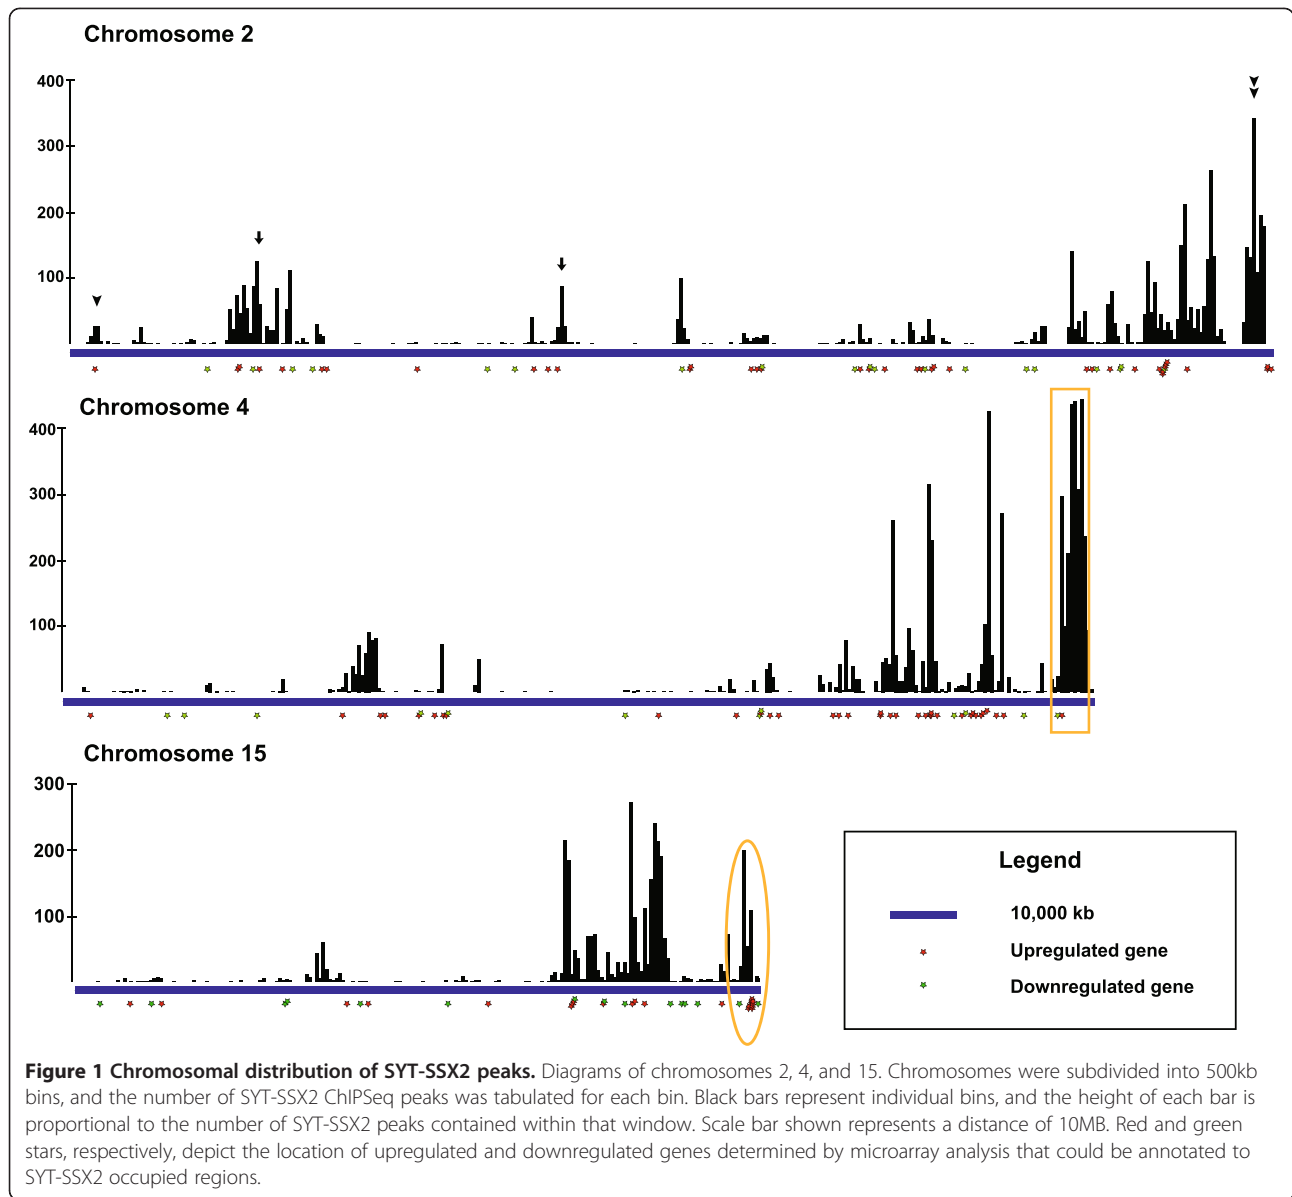 Chromosome 2
400
300
200
100
Chromosome 4
400
300
200
100
Chromosome 15
300
200
100
Legend
10,000 kb
Upregulated gene
Downregulated gene
Figure 1 Chromosomal distribution of SYT-SSX2 peaks. Diagrams of chromosomes 2, 4, and 15. Chromosomes were subdivided into 500kb
bins, and the number of SYT-SSX2 ChIPSeq peaks was tabulated for each bin. Black bars represent individual bins, and the height of each bar is
proportional to the number of SYT-SSX2 peaks contained within that window. Scale bar shown represents a distance of 10MB. Red and green
stars, respectively, depict the location of upregulated and downregulated genes determined by microarray analysis that could be annotated to
SYT-SSX2 occupied regions.